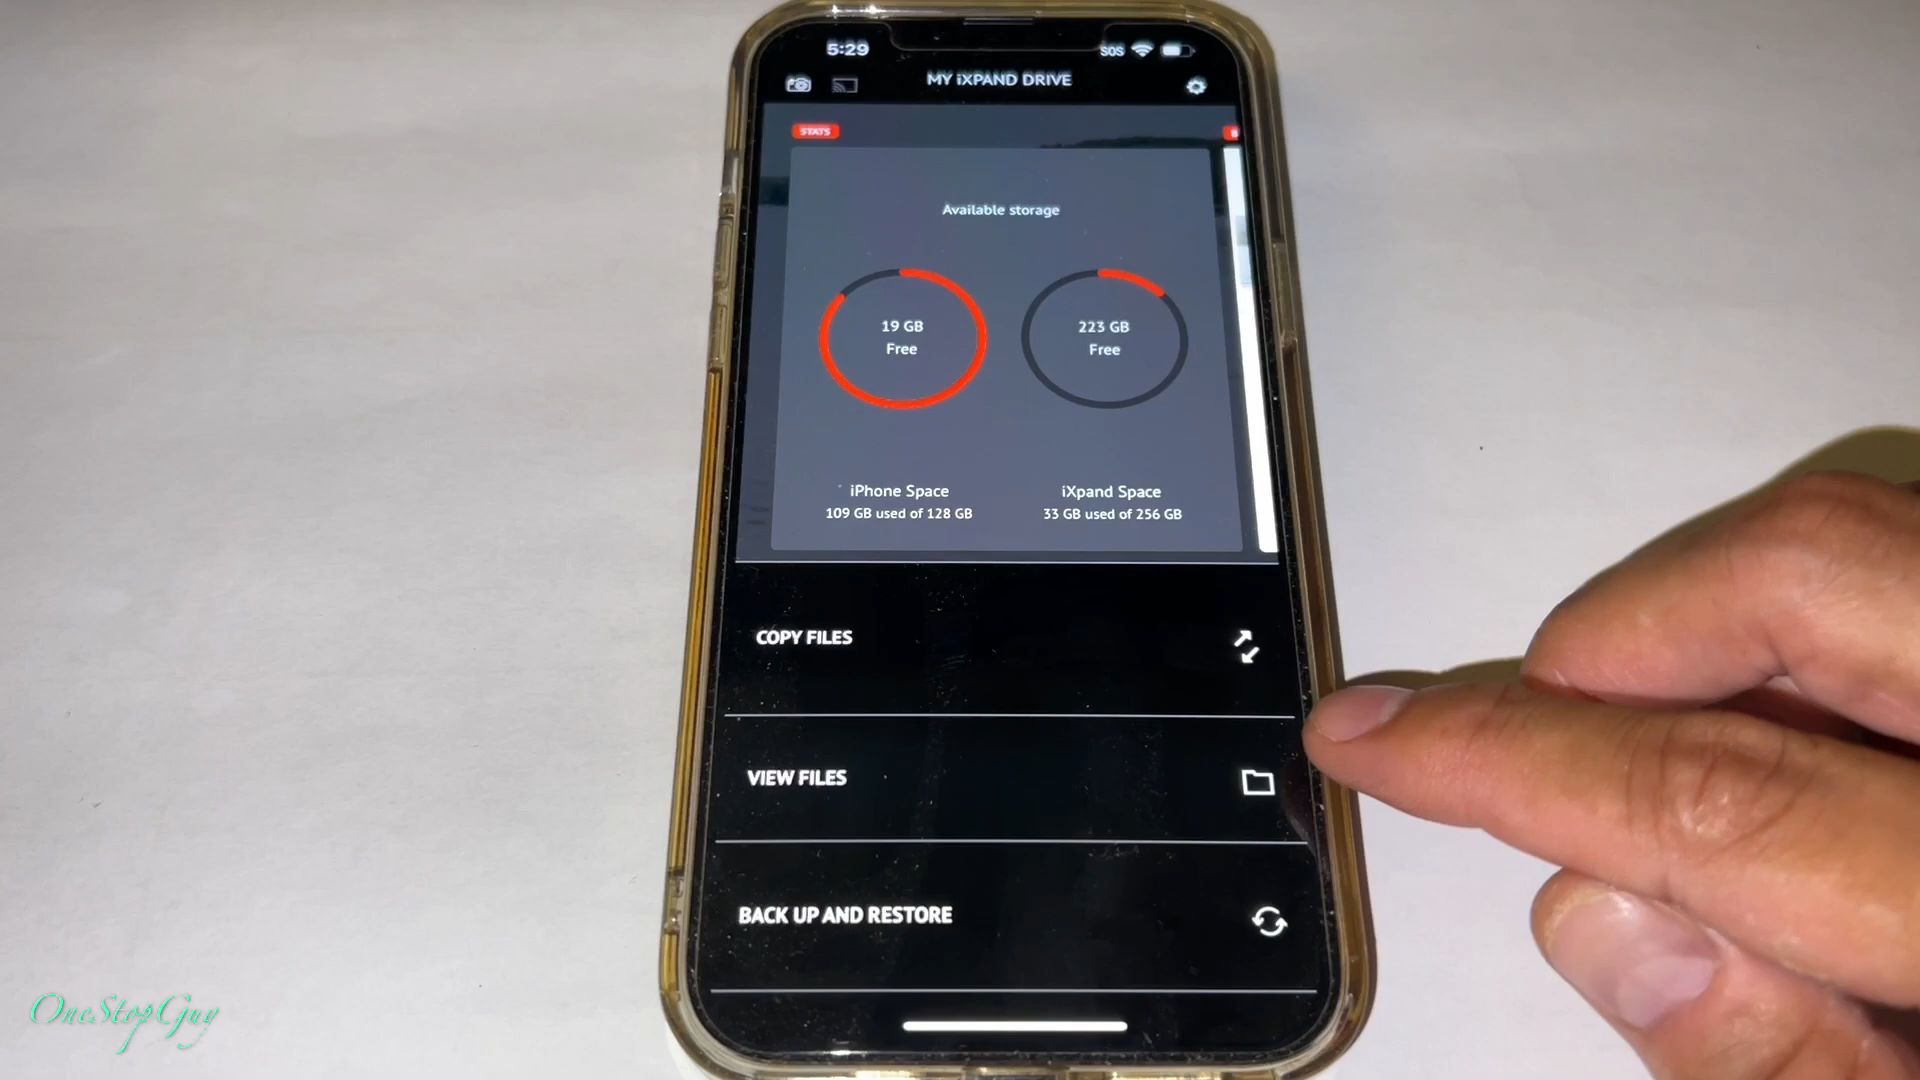 5:29
SOS
MY iXPAND DRIVE
STATS
Available storage
19 GB
Free
223 GB
Free
iPhone Space
109 GB used of 128 GB
iXpand Space
33 GB used of 256 GB
COPY FILES
VIEW FILES
BACK UP AND RESTORE
OneStopGuy